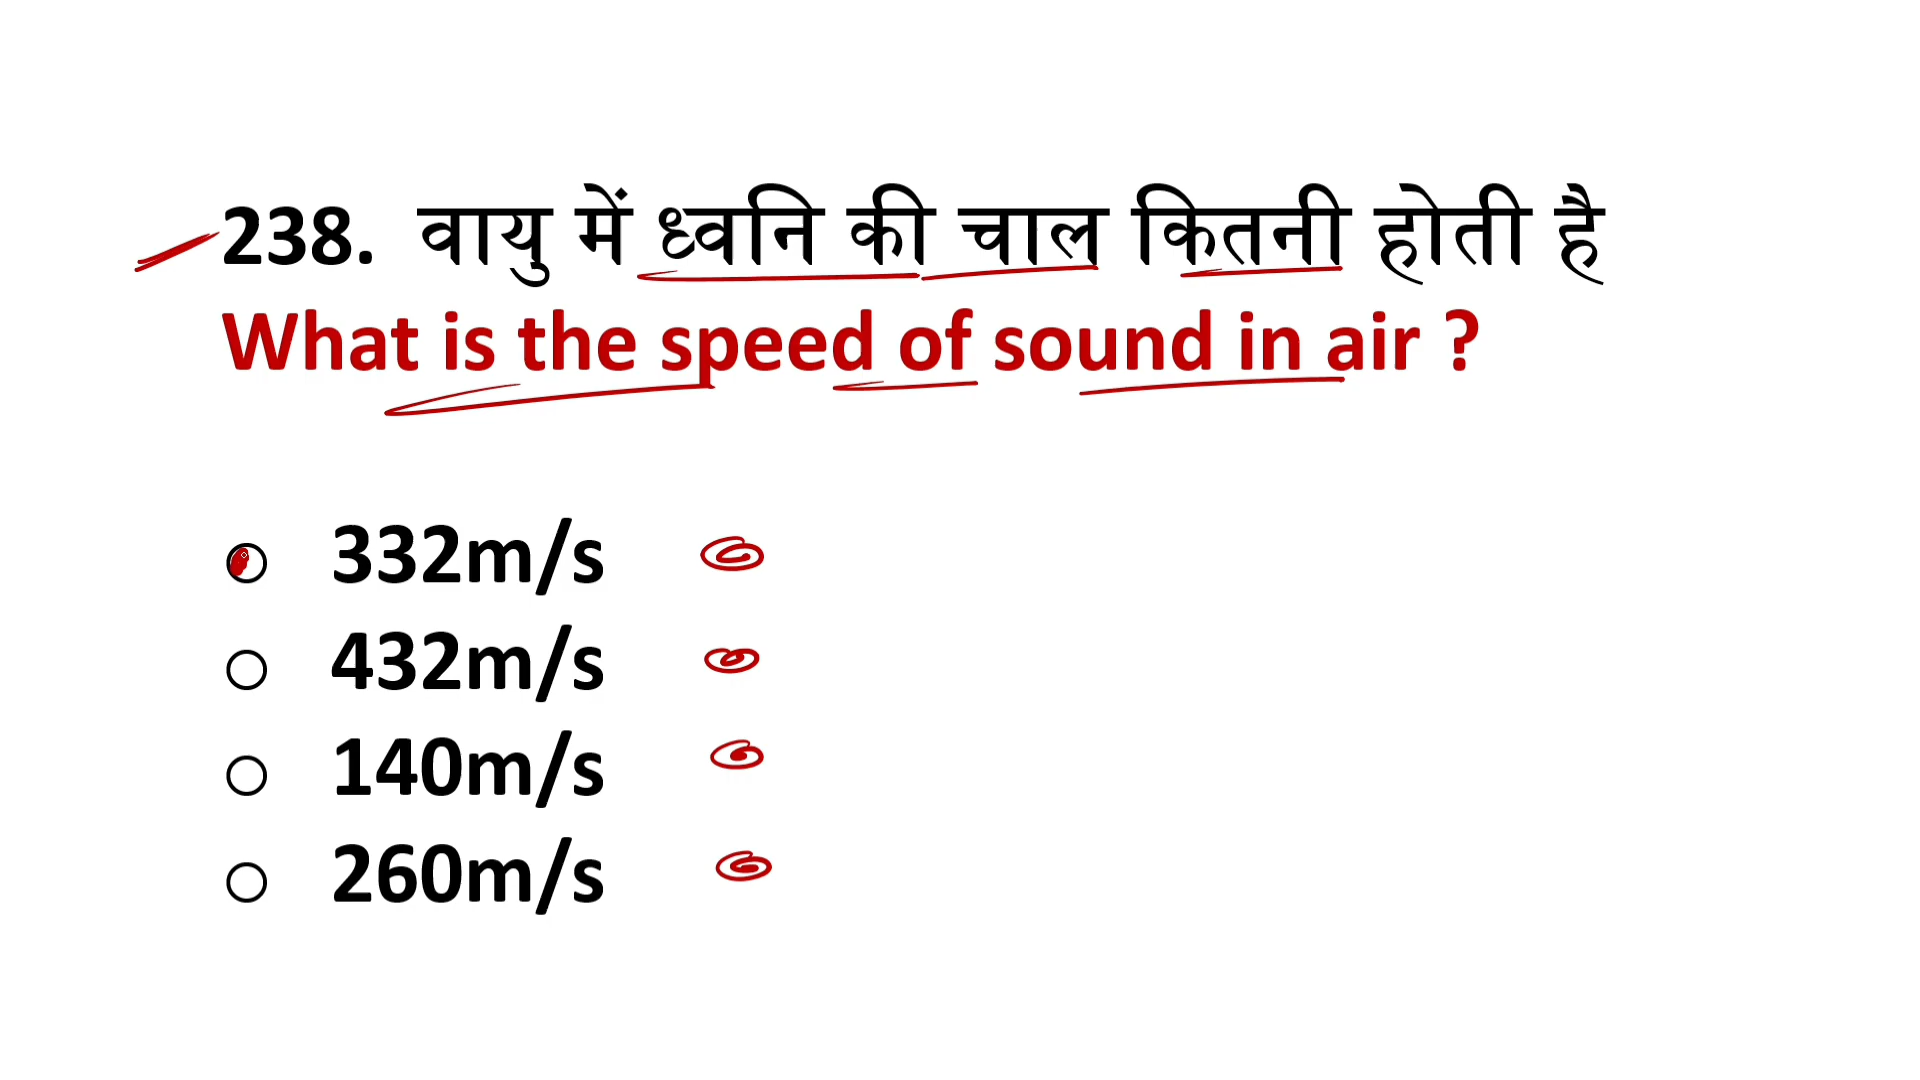 238. वायु में ध्वनि की चाल कितनी होती है
What is the speed of sound in air ?
332m/s
432m/s
140m/s
260m/s